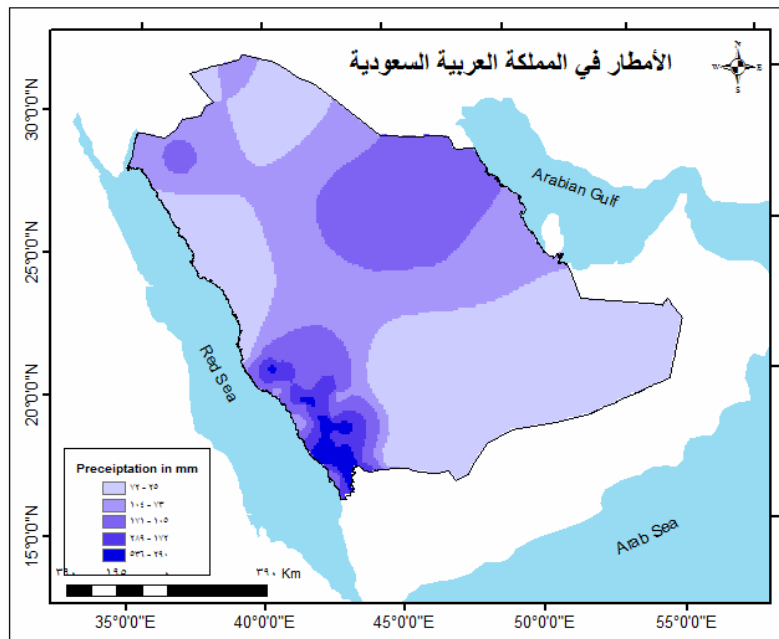 الأمطار في المملكة العربية السعودية
N
W E
S
30°0'0"N
25°0'0"N
20°0'0"N
15°0'0"N
Arabian Gulf
Red Sea
Arab Sea
Preceiptation in mm
٧٢ - ٢٥
١٠٤ - ٧٣
١٧١ - ١٠٥
٢٨٩ - ١٧٢
٥٣٦ - ٢٩٠
٣٩٠ ١٩٥ ٠ ٣٩٠ Km
35°0'0"E 40°0'0"E 45°0'0"E 50°0'0"E 55°0'0"E